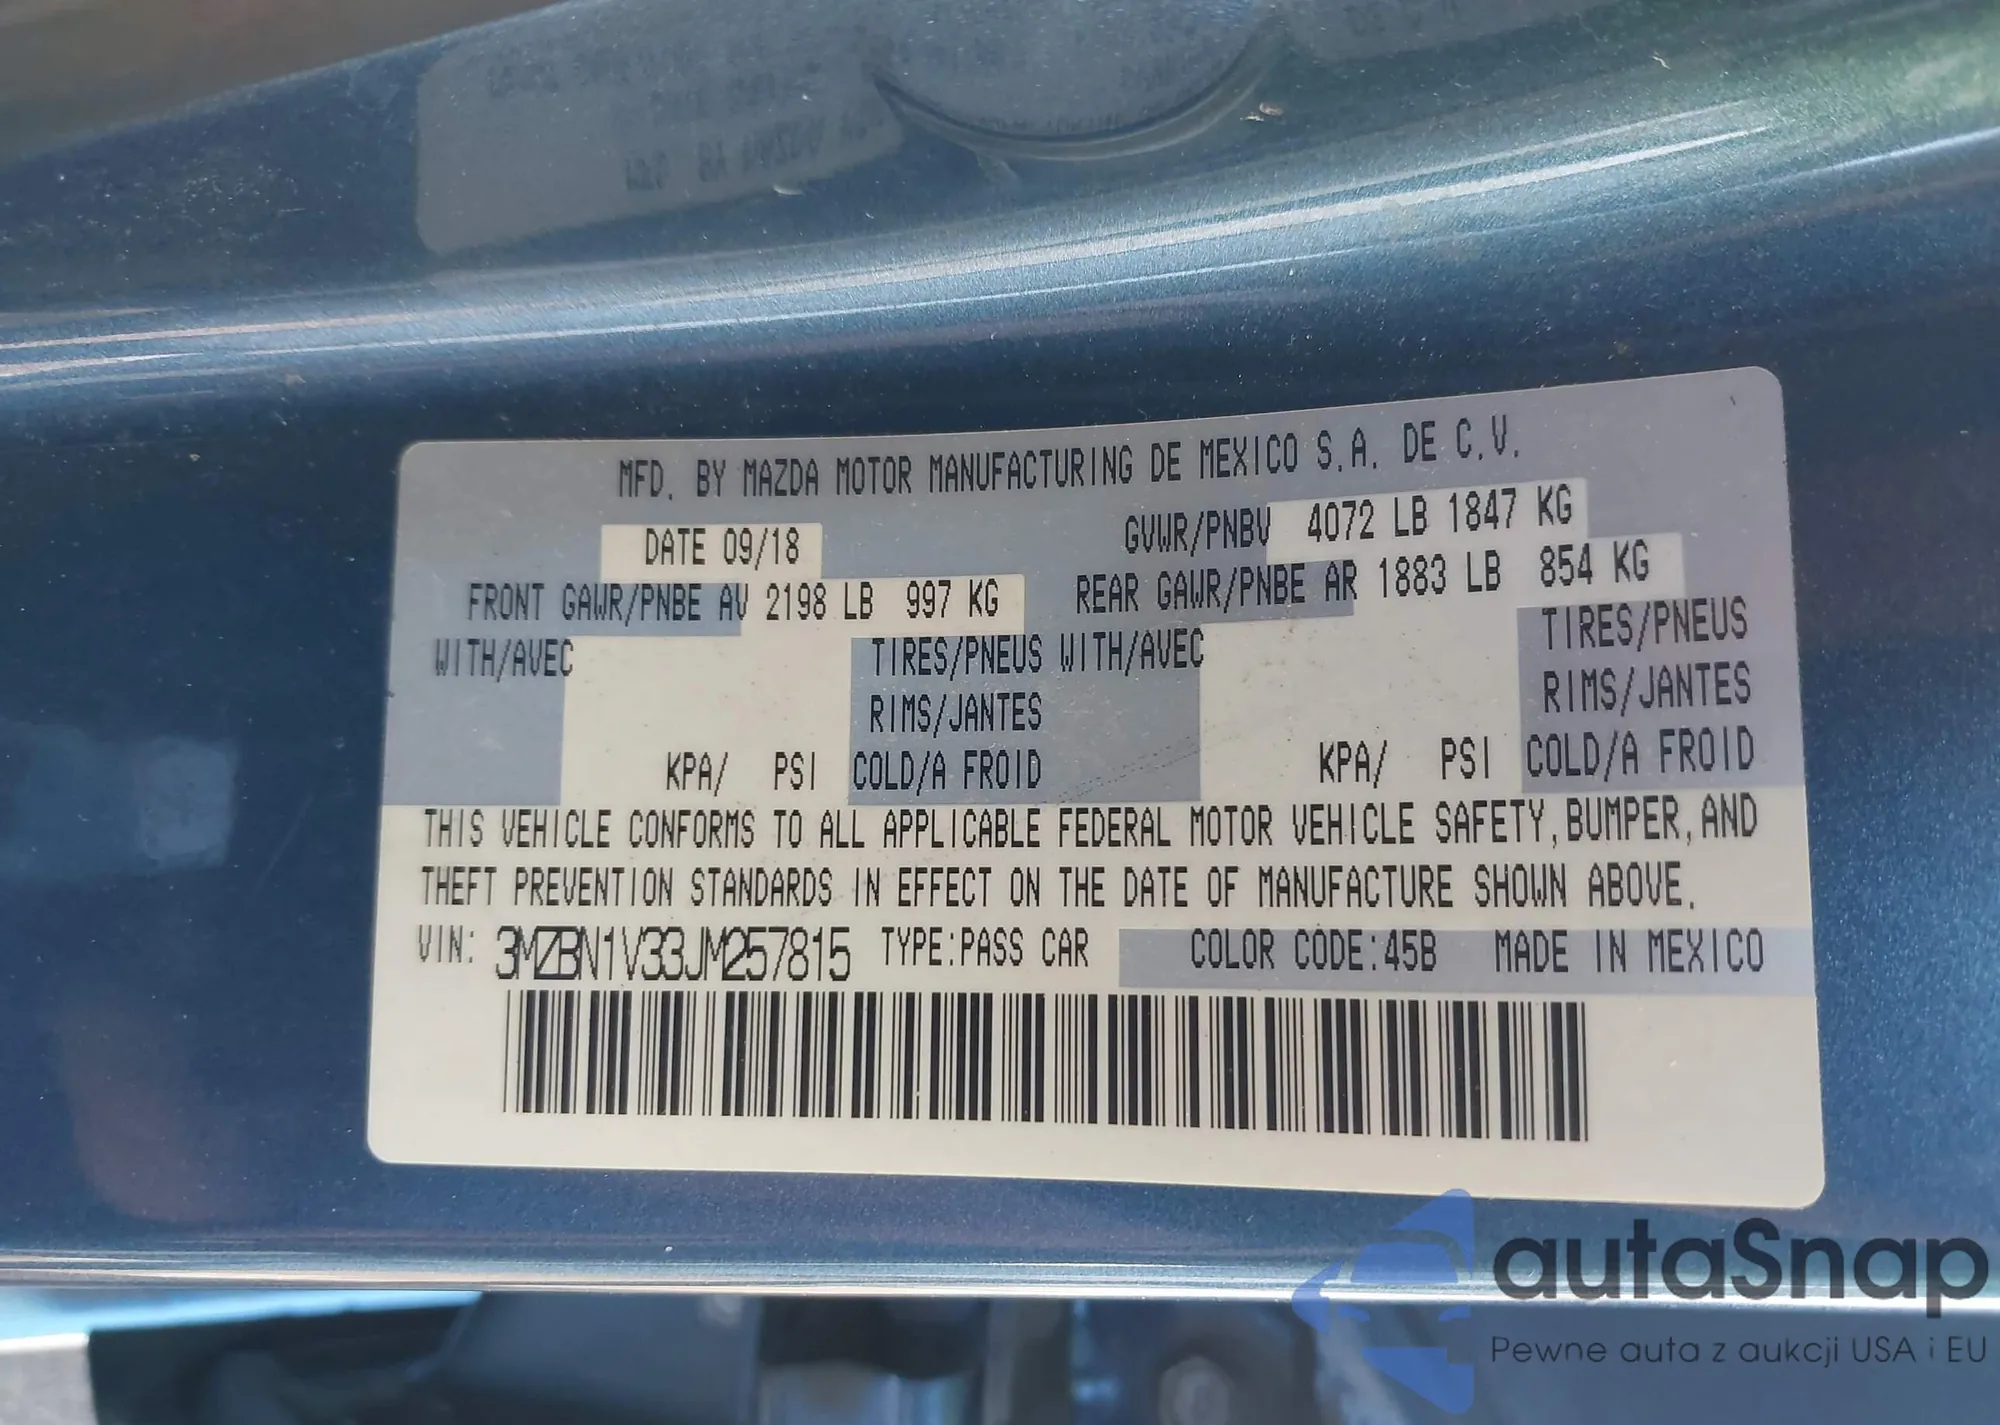 MFD. BY MAZDA MOTOR MANUFACTURING DE MEXICO S.A. DE C.V.
DATE 09/18 GVWR/PNBV 4072 LB 1847 KG
FRONT GAWR/PNBE AV 2198 LB 997 KG REAR GAWR/PNBE AR 1883 LB 854 KG
WITH/AVEC TIRES/PNEUS WITH/AVEC TIRES/PNEUS
RIMS/JANTES RIMS/JANTES
KPA/ PSI COLD/A FROID KPA/ PSI COLD/A FROID
THIS VEHICLE CONFORMS TO ALL APPLICABLE FEDERAL MOTOR VEHICLE SAFETY, BUMPER, AND
THEFT PREVENTION STANDARDS IN EFFECT ON THE DATE OF MANUFACTURE SHOWN ABOVE.
VIN: 3MZBN1V33JM257815 TYPE:PASS CAR COLOR CODE:45B MADE IN MEXICO
autaSnap
Pewne auta z aukcji USA i EU